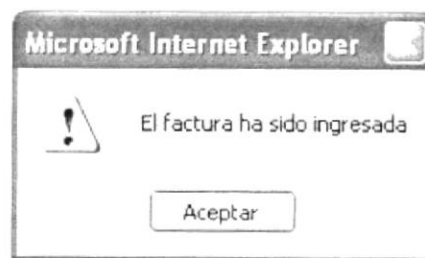 Microsoft Internet Explorer
El factura ha sido ingresada
Aceptar